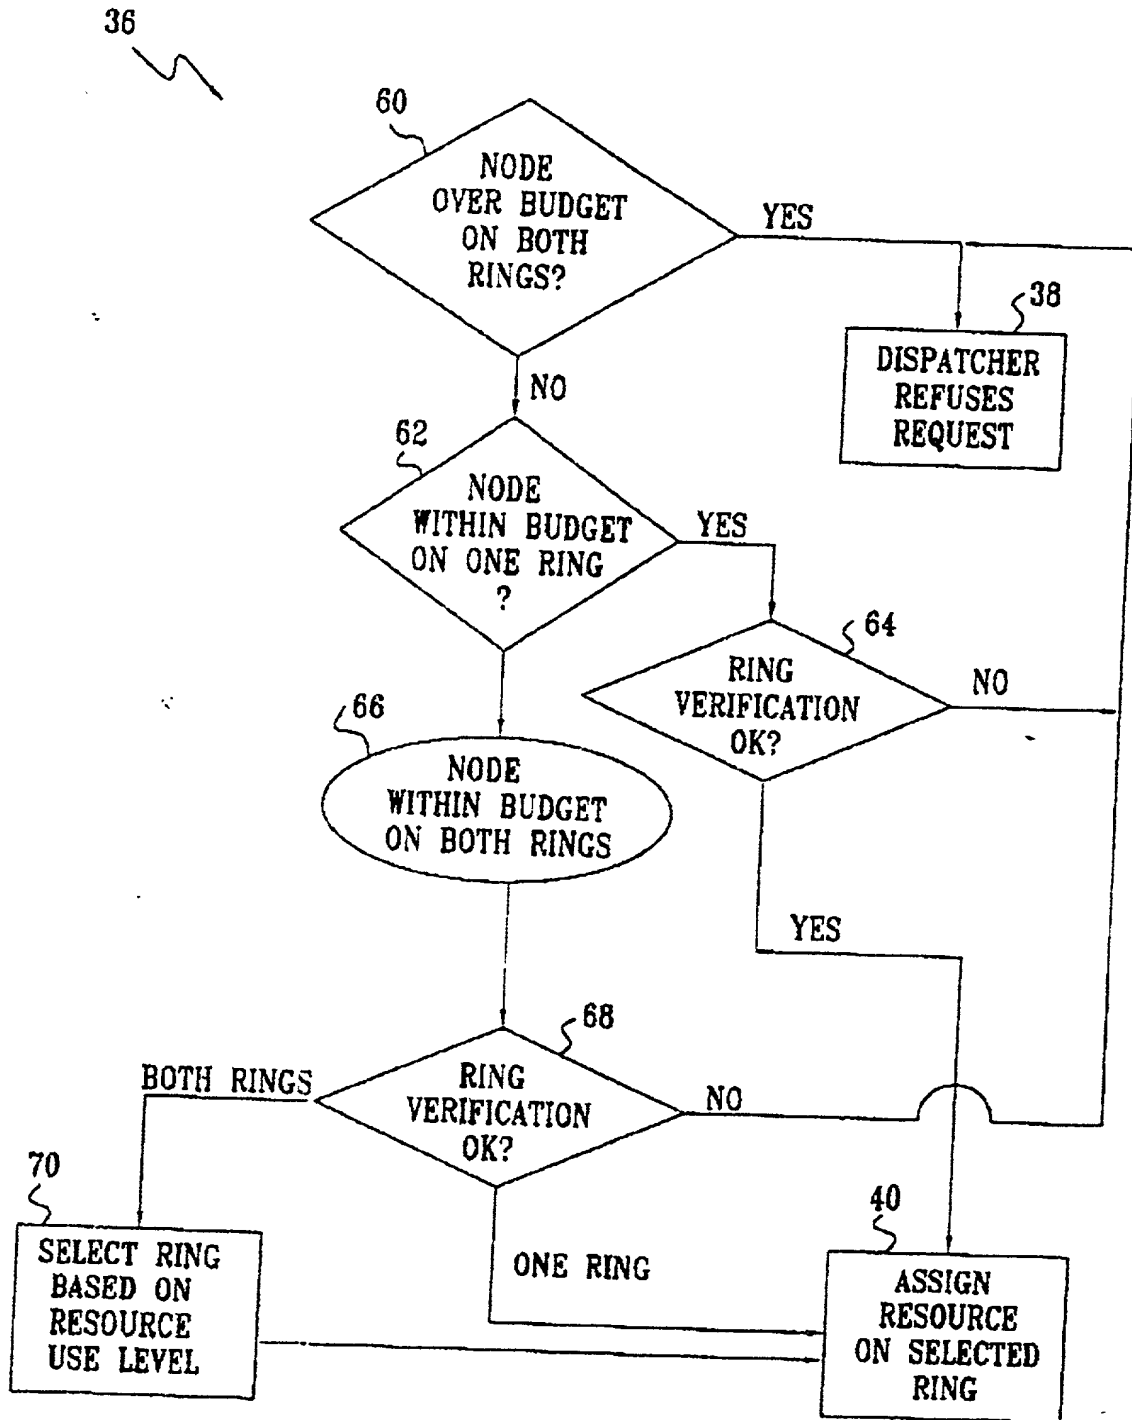 36
60
NODE
OVER BUDGET
ON BOTH
RINGS?
YES
38
DISPATCHER
REFUSES
REQUEST
NO
62
NODE
WITHIN BUDGET
ON ONE RING
?
YES
64
RING
VERIFICATION
OK?
NO
66
NODE
WITHIN BUDGET
ON BOTH RINGS
YES
68
RING
VERIFICATION
OK?
BOTH RINGS
NO
70
SELECT RING
BASED ON
RESOURCE
USE LEVEL
ONE RING
40
ASSIGN
RESOURCE
ON SELECTED
RING